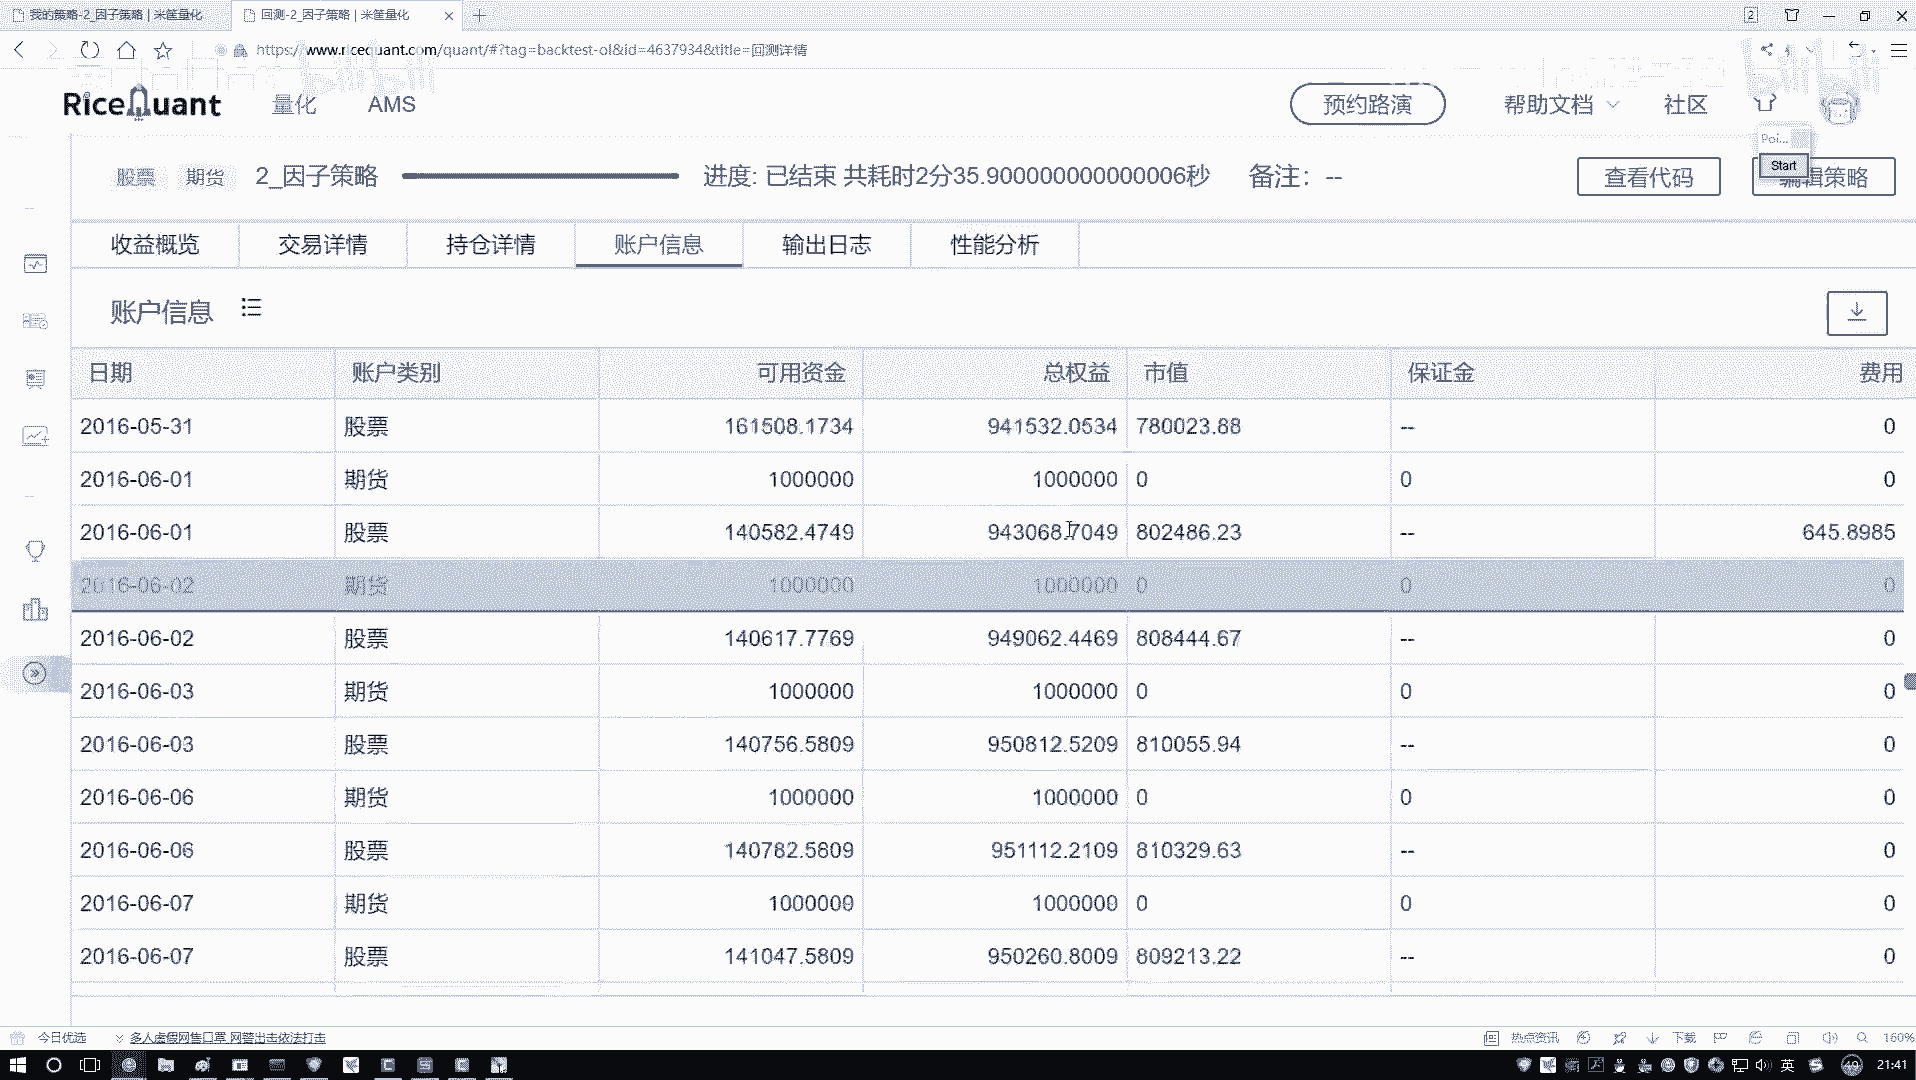 我的策略-2_因子策略 | 米筐量化
回测-2_因子策略 | 米筐量化
2
https://www.ricequant.com/quant/#?tag=backtest-ol&id=4637934&title=回测详情
RiceQuant 量化 AMS 预约路演 帮助文档 社区
Poi...
Start
股票 期货 2_因子策略 进度: 已结束 共耗时2分35.900000000000006秒 备注: -- 查看代码 编辑策略
收益概览 交易详情 持仓详情 账户信息 输出日志 性能分析
账户信息
日期 账户类别 可用资金 总权益 市值 保证金 费用
2016-05-31 股票 161508.1734 941532.0534 780023.88 -- 0
2016-06-01 期货 1000000 1000000 0 0 0
2016-06-01 股票 140582.4749 943068.7049 802486.23 -- 645.8985
2016-06-02 期货 1000000 1000000 0 0 0
2016-06-02 股票 140617.7769 949062.4469 808444.67 -- 0
2016-06-03 期货 1000000 1000000 0 0 0
2016-06-03 股票 140756.5809 950812.5209 810055.94 -- 0
2016-06-06 期货 1000000 1000000 0 0 0
2016-06-06 股票 140782.5809 951112.2109 810329.63 -- 0
2016-06-07 期货 1000000 1000000 0 0 0
2016-06-07 股票 141047.5809 950260.8009 809213.22 -- 0
今日优选 多人虚假网售口罩 网警出击依法打击 热点资讯 下载 160%
英 49 21:41